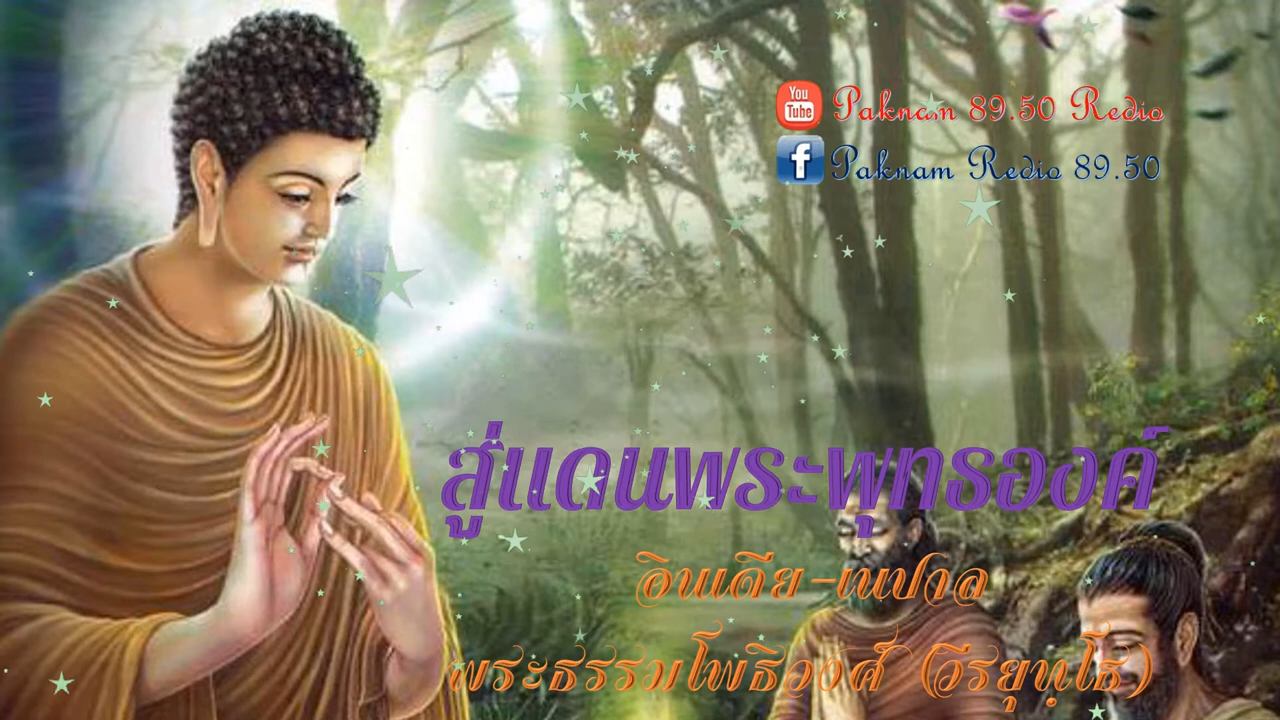 You Tube Paknam 89.50 Redio
f Paknam Redio 89.50
สู่แดนพระพุทธองค์
อินเดีย-เนปาล
พระธรรมโพธิวงศ์ (วีรยุทฺโธ)